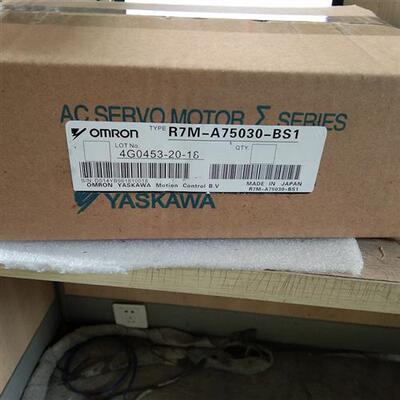 AC SERVO MOTOR Σ SERIES
OMRON TYPE R7M-A75030-BS1
LOT No. QTY.
4G0453-20-16
S/N: D014YB961810016
OMRON YASKAWA Motion Control B.V MADE IN JAPAN
R7M-A75030-BS1
YASKAWA